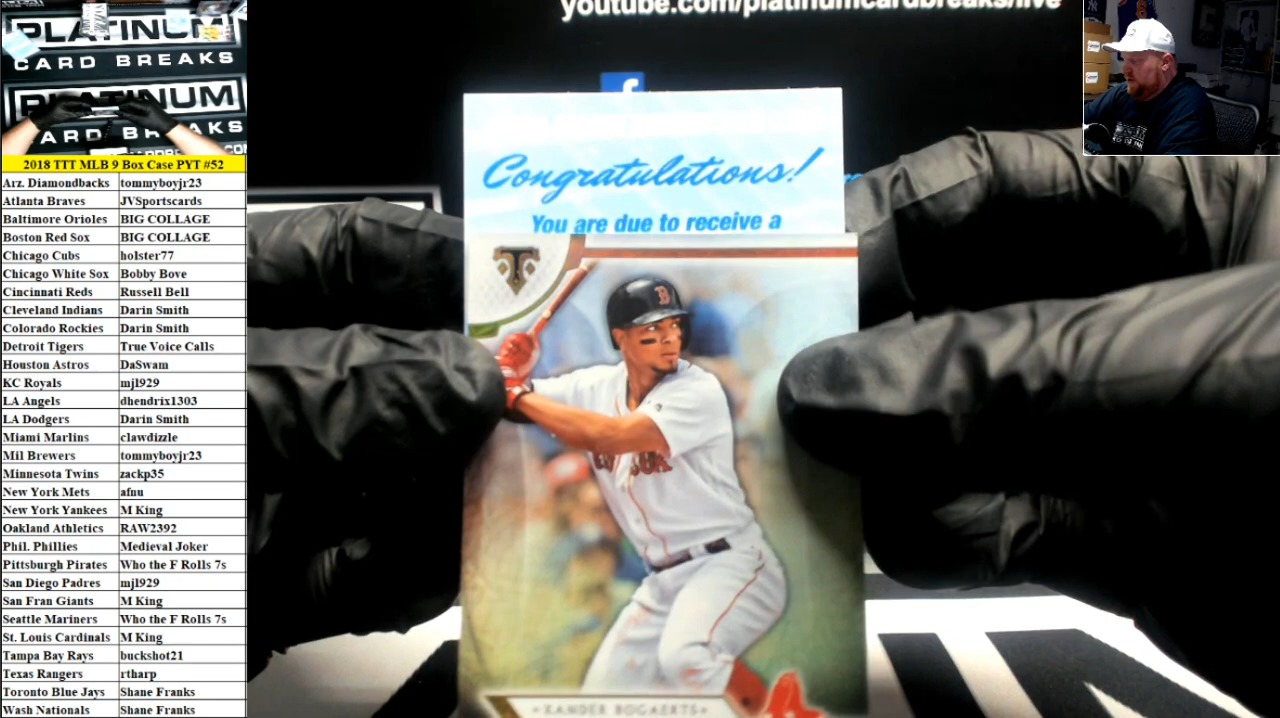 youtube.com/platinumcardbreaks/live
PLATINUM
CARD BREAKS
PLATINUM
CARD BREAKS
f
Congratulations!
You are due to receive a
T
B
XANDER BOGAERTS
2018 TTT MLB 9 Box Case PYT #52
Arz. Diamondbacks tommyboyjr23
Atlanta Braves JVSportscards
Baltimore Orioles BIG COLLAGE
Boston Red Sox BIG COLLAGE
Chicago Cubs holster77
Chicago White Sox Bobby Bove
Cincinnati Reds Russell Bell
Cleveland Indians Darin Smith
Colorado Rockies Darin Smith
Detroit Tigers True Voice Calls
Houston Astros DaSwam
KC Royals mjl929
LA Angels dhendrix1303
LA Dodgers Darin Smith
Miami Marlins clawdizzle
Mil Brewers tommyboyjr23
Minnesota Twins zackp35
New York Mets afnu
New York Yankees M King
Oakland Athletics RAW2392
Phil. Phillies Medieval Joker
Pittsburgh Pirates Who the F Rolls 7s
San Diego Padres mjl929
San Fran Giants M King
Seattle Mariners Who the F Rolls 7s
St. Louis Cardinals M King
Tampa Bay Rays buckshot21
Texas Rangers rtharp
Toronto Blue Jays Shane Franks
Wash Nationals Shane Franks